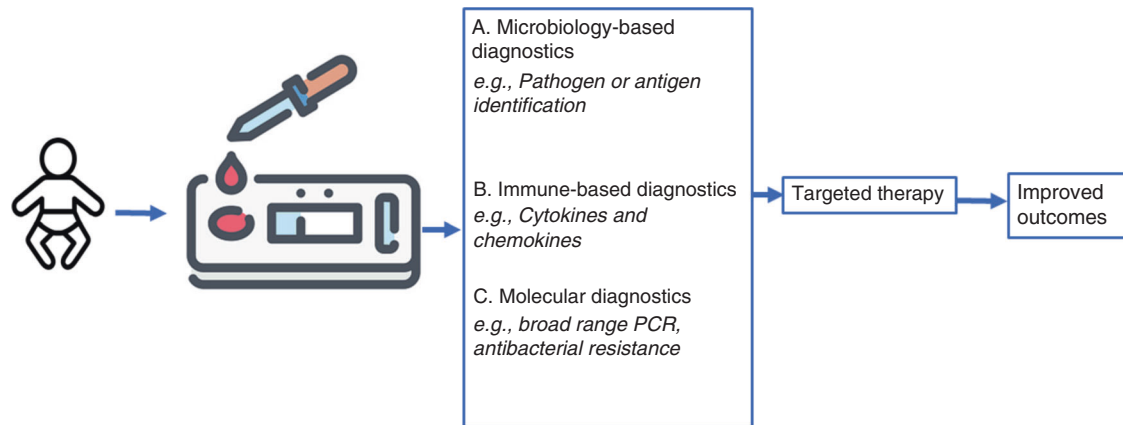 A. Microbiology-based
diagnostics
e.g., Pathogen or antigen
identification
B. Immune-based diagnostics
e.g., Cytokines and
chemokines
C. Molecular diagnostics
e.g., broad range PCR,
antibacterial resistance
Targeted therapy
Improved
outcomes